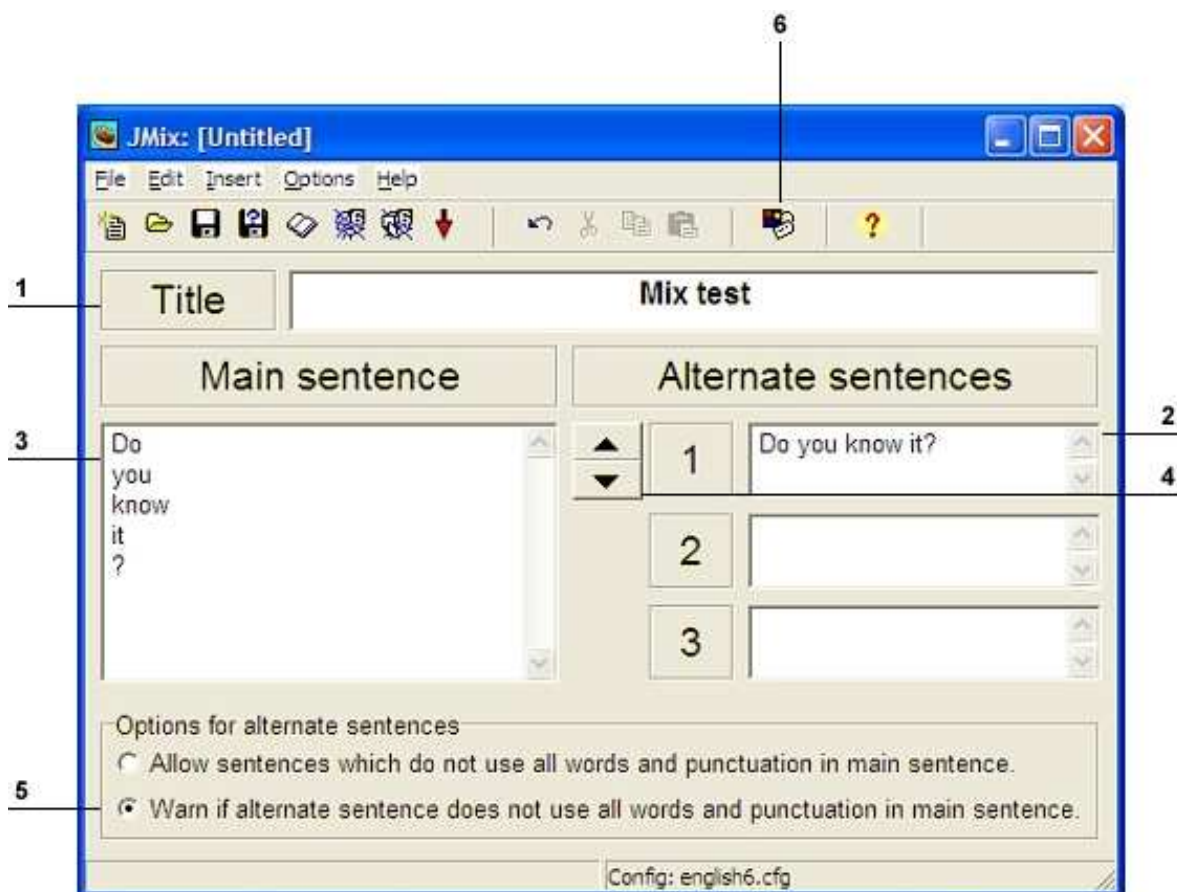 6
JMix: [Untitled]
File Edit Insert Options Help
?
1
Title
Mix test
Main sentence
Alternate sentences
3
Do
you
know
it
?
1
Do you know it?
2
4
2
3
Options for alternate sentences
Allow sentences which do not use all words and punctuation in main sentence.
5
Warn if alternate sentence does not use all words and punctuation in main sentence.
Config: english6.cfg